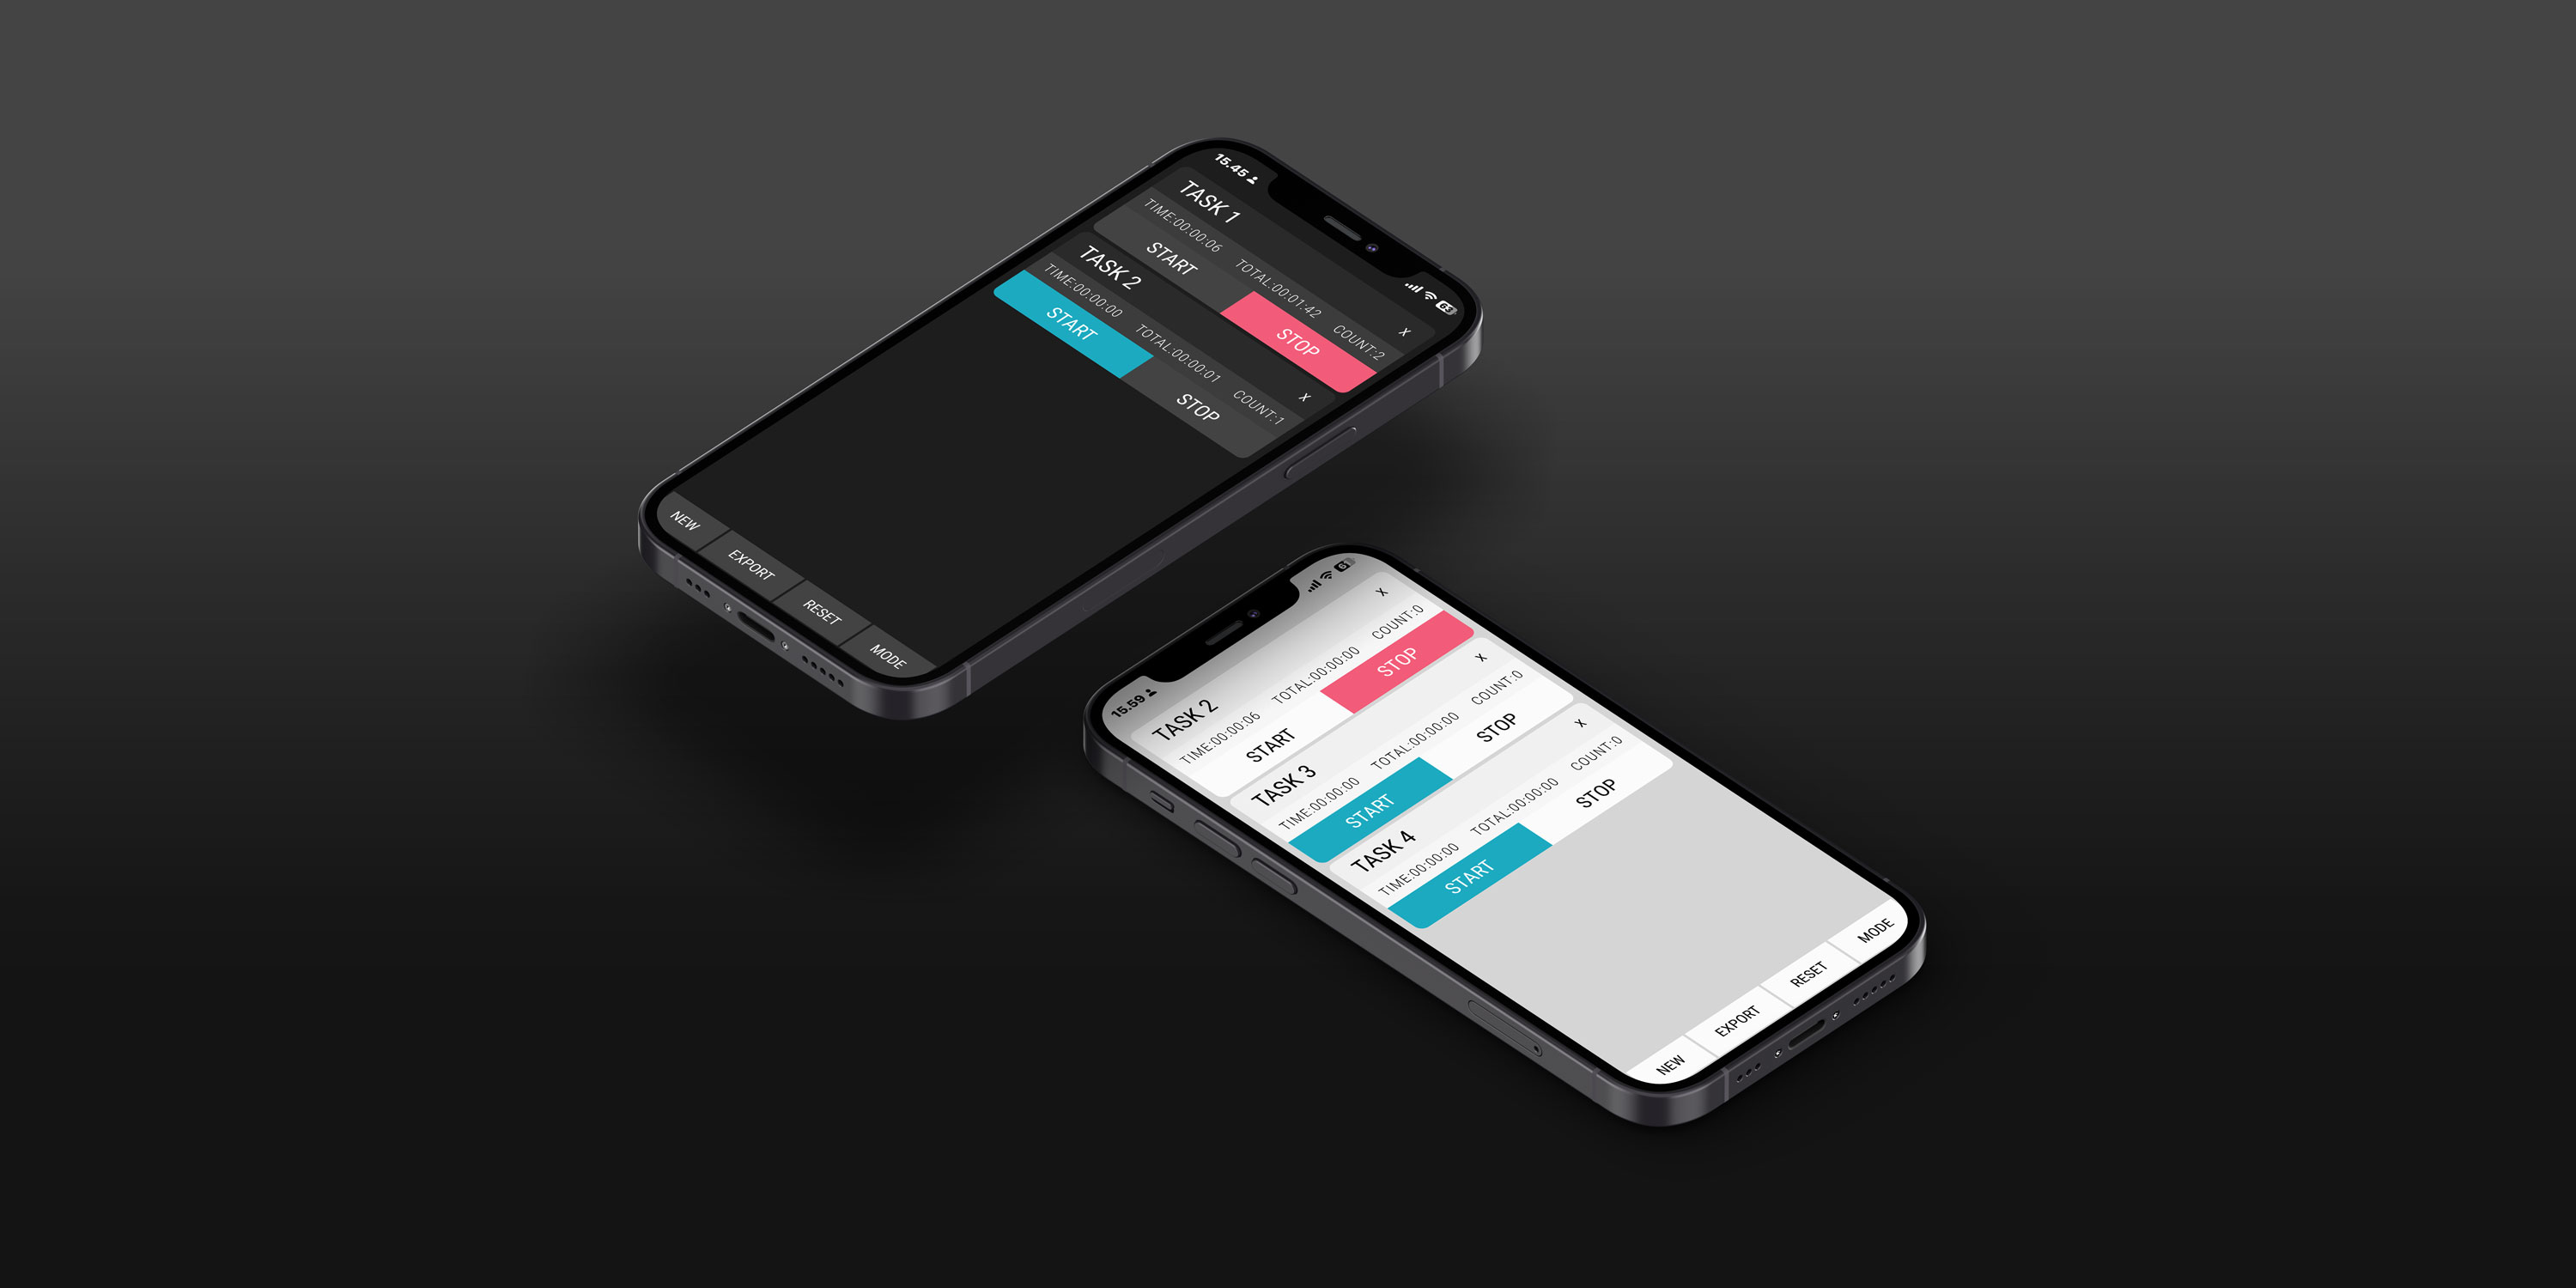 15.45
63
TASK 1
X
TIME:00:00:06 TOTAL:00:01:42 COUNT:2
START STOP
TASK 2
X
TIME:00:00:00 TOTAL:00:00:01 COUNT:1
START STOP
NEW EXPORT RESET MODE
15.59
61
TASK 2
X
TIME:00:00:06 TOTAL:00:00:00 COUNT:0
START STOP
TASK 3
X
TIME:00:00:00 TOTAL:00:00:00 COUNT:0
START STOP
TASK 4
X
TIME:00:00:00 TOTAL:00:00:00 COUNT:0
START STOP
NEW EXPORT RESET MODE